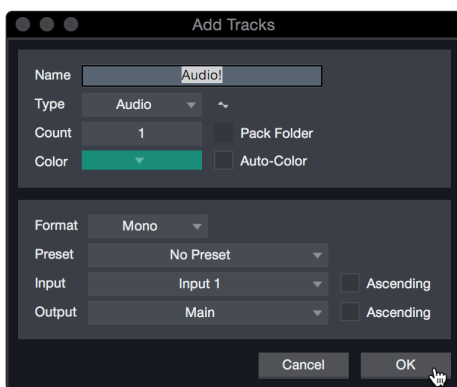 Add Tracks
Name Audio!
Type Audio
Count 1 Pack Folder
Color Auto-Color
Format Mono
Preset No Preset
Input Input 1 Ascending
Output Main Ascending
Cancel OK